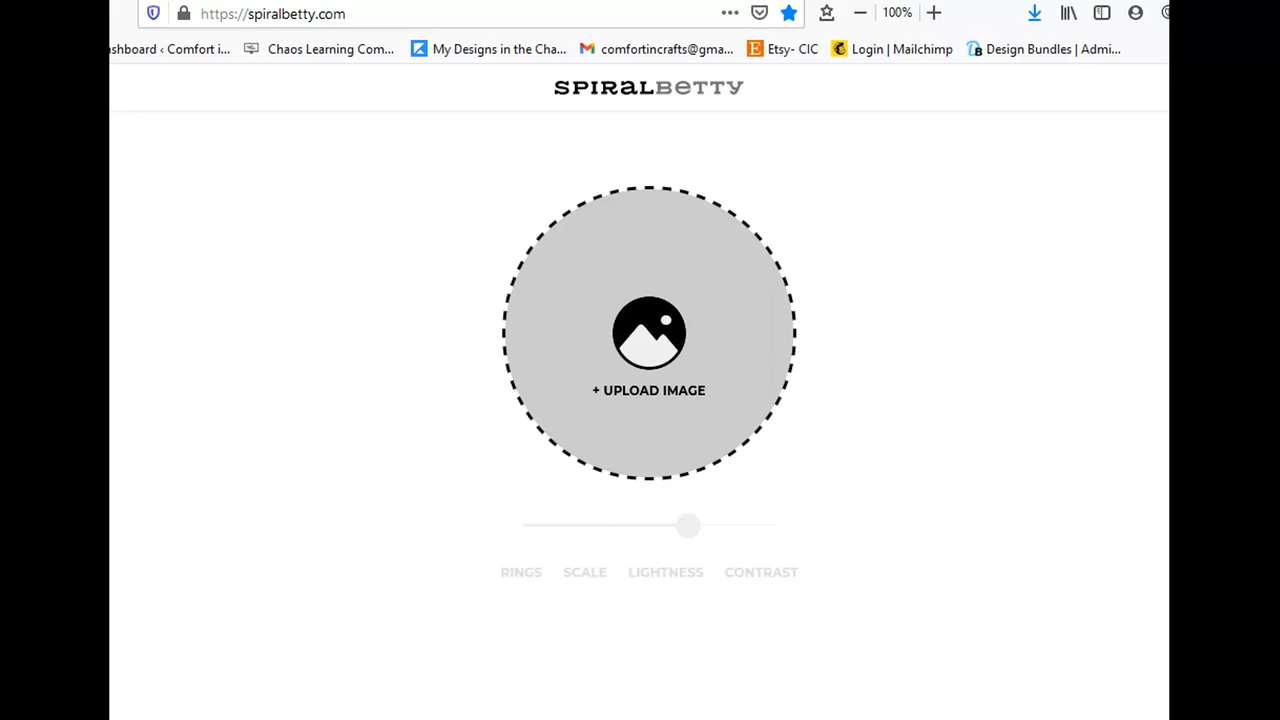 https://spiralbetty.com
100%
ashboard ‹ Comfort i...
Chaos Learning Com...
My Designs in the Cha...
comfortincrafts@gma...
Etsy- CIC
Login | Mailchimp
Design Bundles | Admi...
SPIRALBETTY
+ UPLOAD IMAGE
RINGS SCALE LIGHTNESS CONTRAST